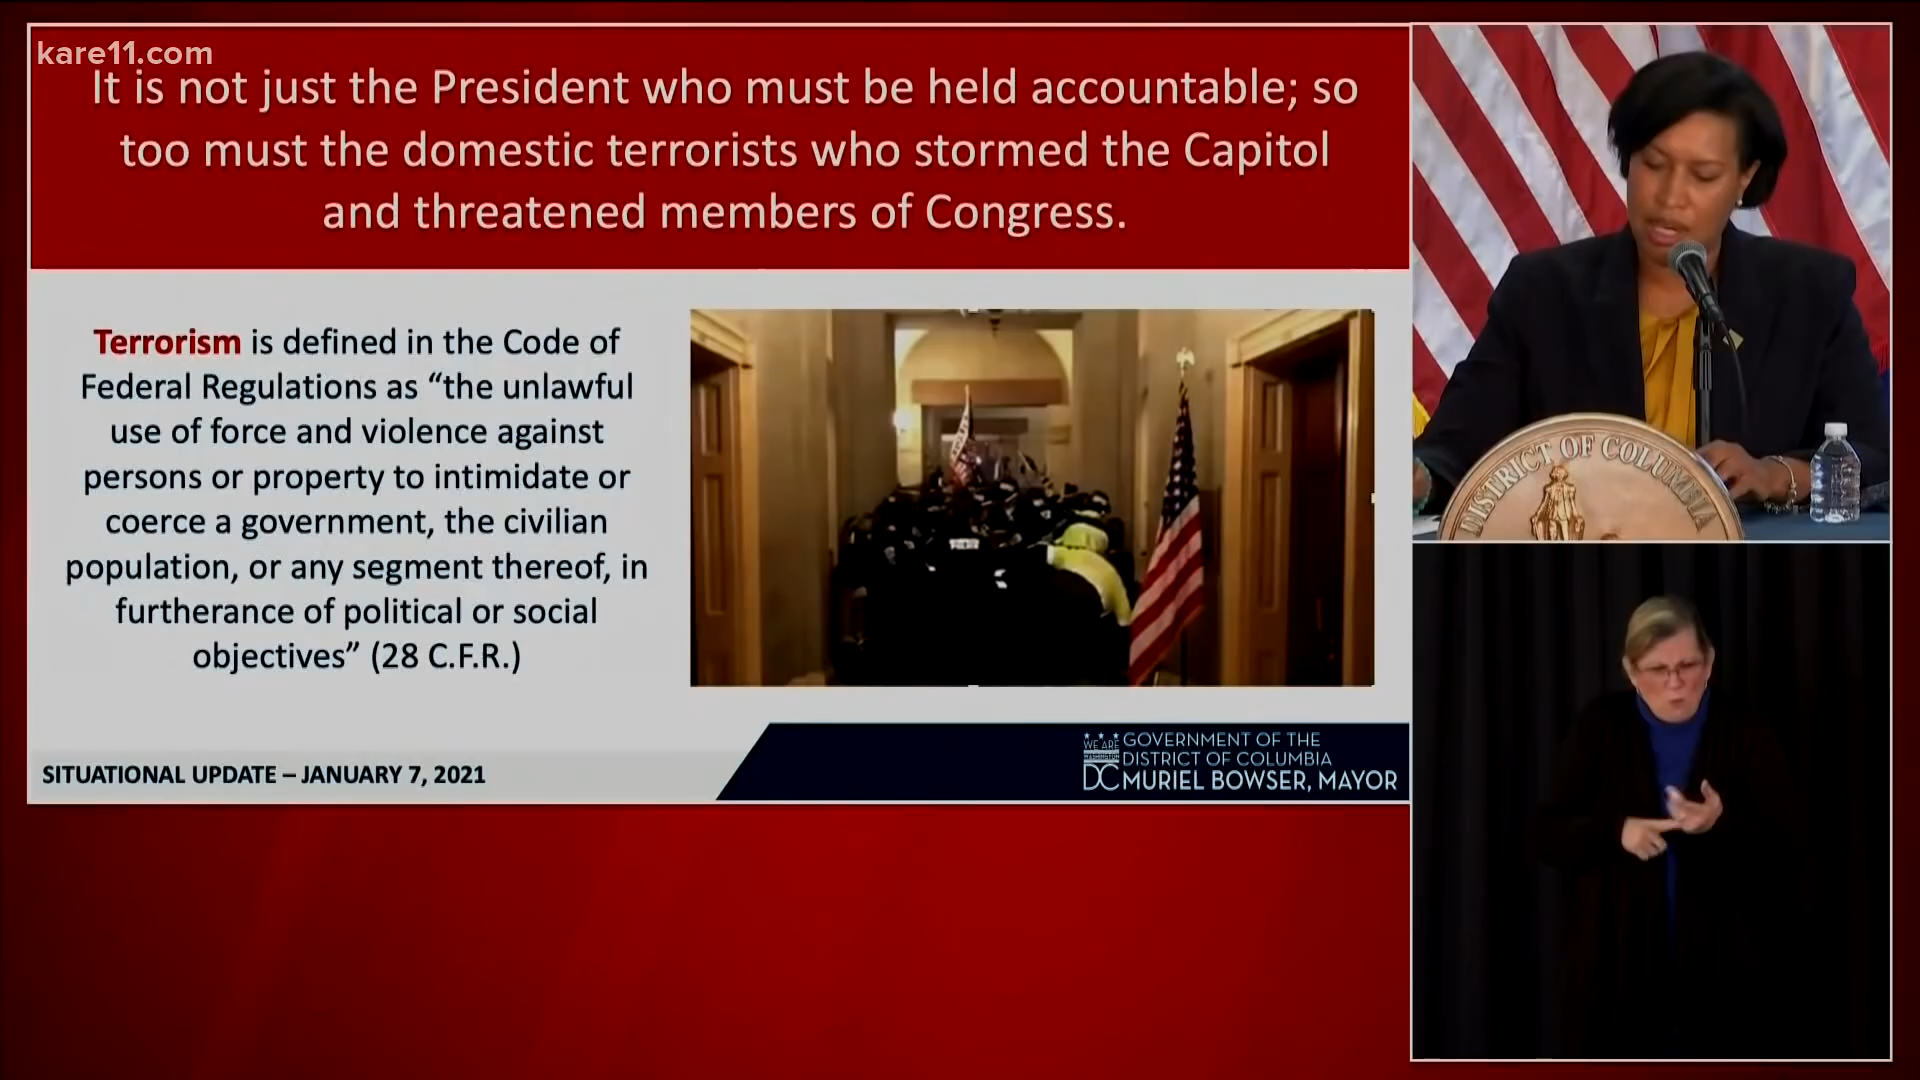 kare11.com
It is not just the President who must be held accountable; so
too must the domestic terrorists who stormed the Capitol
and threatened members of Congress.
Terrorism is defined in the Code of
Federal Regulations as “the unlawful
use of force and violence against
persons or property to intimidate or
coerce a government, the civilian
population, or any segment thereof, in
furtherance of political or social
objectives” (28 C.F.R.)
SITUATIONAL UPDATE – JANUARY 7, 2021
WE ARE
WASHINGTON
DC
GOVERNMENT OF THE
DISTRICT OF COLUMBIA
MURIEL BOWSER, MAYOR
DISTRICT OF COLUMBIA
POLICE